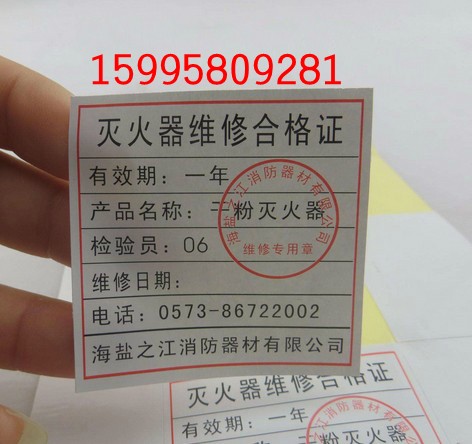 15995809281
灭火器维修合格证
有效期：一年
产品名称：干粉灭火器
检验员：06
维修日期：
电话：0573-86722002
海盐之江消防器材有限公司
海盐之江消防器材有限公司
维修专用章
灭火器维修合格证
有效期：一年